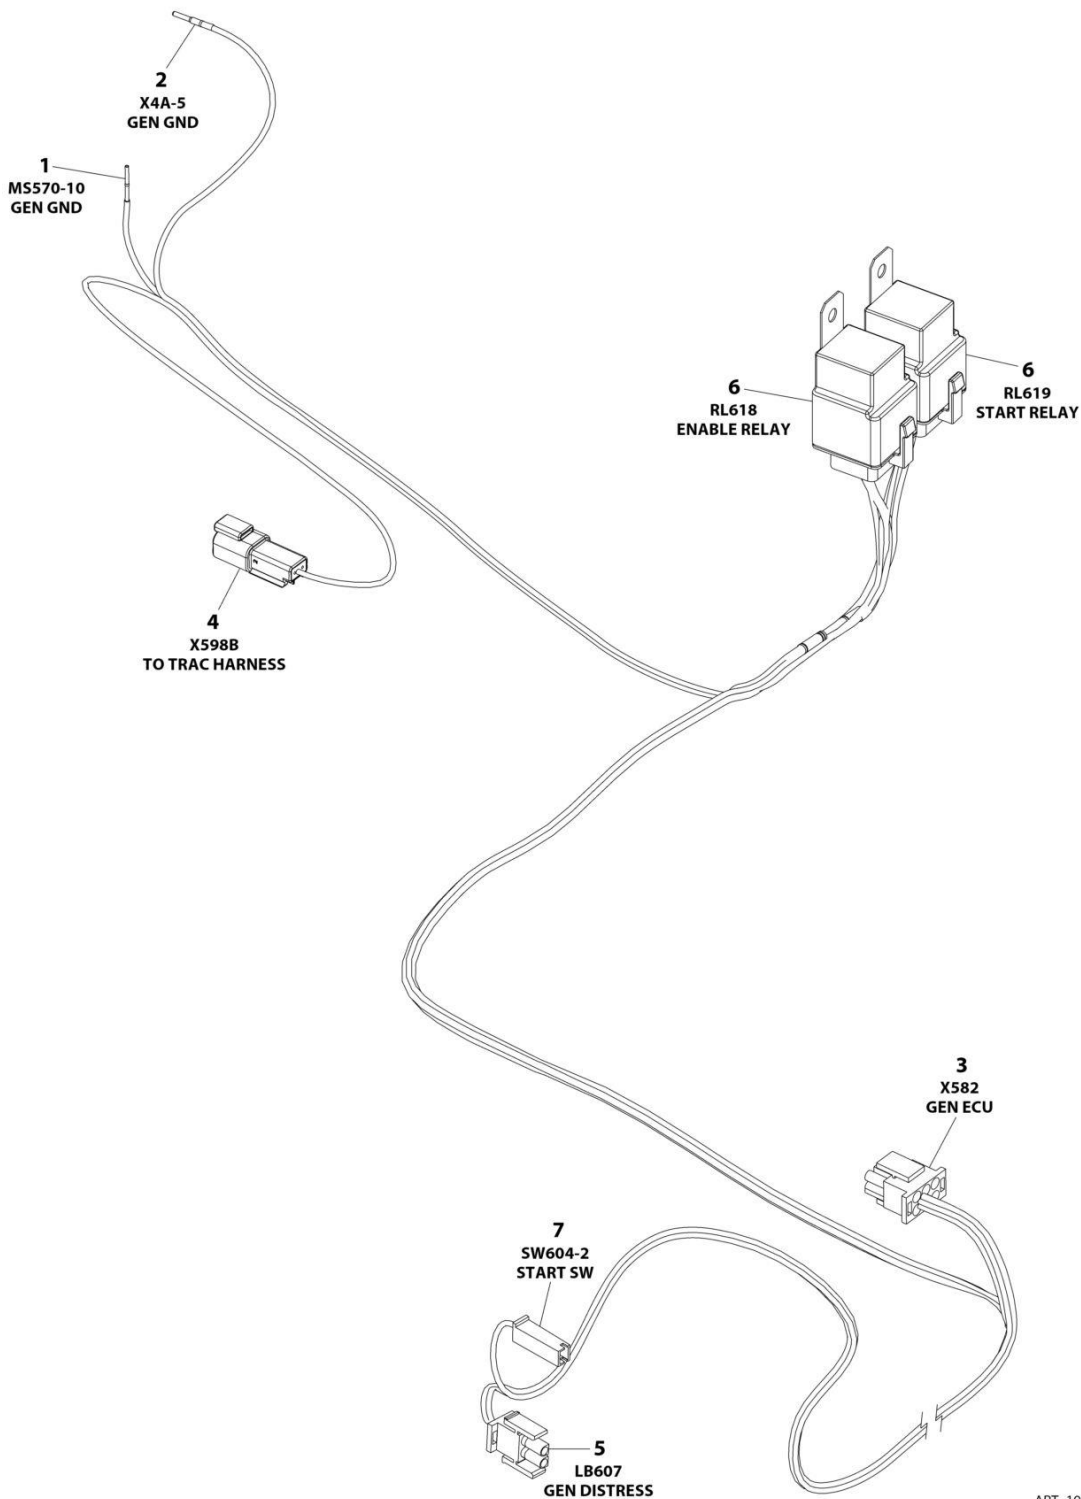 2
X4A-5
GEN GND
1
MS570-10
GEN GND
6
RL618
ENABLE RELAY
6
RL619
START RELAY
4
X598B
TO TRAC HARNESS
3
X582
GEN ECU
7
SW604-2
START SW
5
LB607
GEN DISTRESS